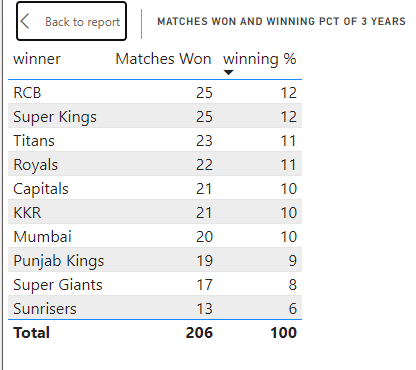 Back to report
MATCHES WON AND WINNING PCT OF 3 YEARS
winner Matches Won winning %
RCB 25 12
Super Kings 25 12
Titans 23 11
Royals 22 11
Capitals 21 10
KKR 21 10
Mumbai 20 10
Punjab Kings 19 9
Super Giants 17 8
Sunrisers 13 6
Total 206 100